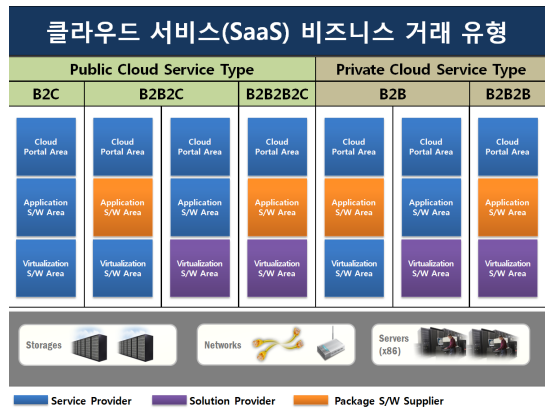 클라우드 서비스(SaaS) 비즈니스 거래 유형
Public Cloud Service Type
Private Cloud Service Type
B2C
B2B2C
B2B2B2C
B2B
B2B2B
Cloud
Portal Area
Cloud
Portal Area
Cloud
Portal Area
Cloud
Portal Area
Cloud
Portal Area
Cloud
Portal Area
Cloud
Portal Area
Application
S/W Area
Application
S/W Area
Application
S/W Area
Application
S/W Area
Application
S/W Area
Application
S/W Area
Application
S/W Area
Virtualization
S/W Area
Virtualization
S/W Area
Virtualization
S/W Area
Virtualization
S/W Area
Virtualization
S/W Area
Virtualization
S/W Area
Virtualization
S/W Area
Storages
Networks
Servers
(x86)
Service Provider
Solution Provider
Package S/W Supplier